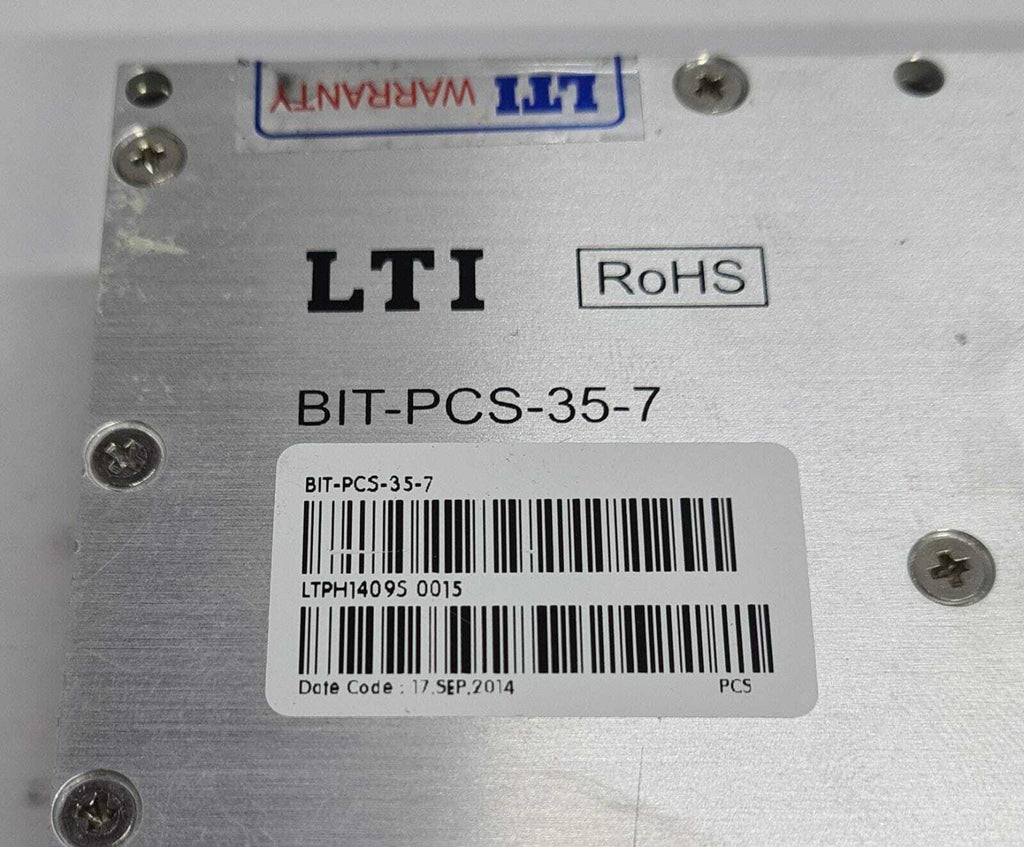 LTI WARRANTY
LTI RoHS
BIT-PCS-35-7
BIT-PCS-35-7
LTPH1409S 0015
Date Code : 17.SEP.2014 PCS